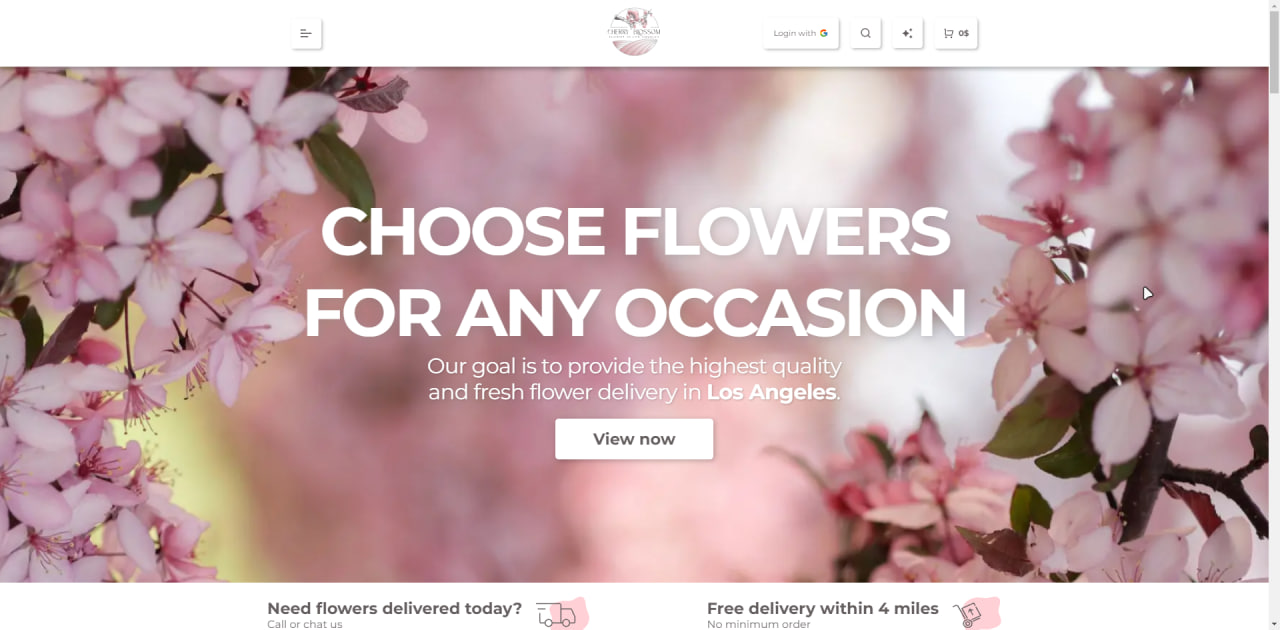 Login with
0$
CHERRY BLOSSOM
CHOOSE FLOWERS
FOR ANY OCCASION
Our goal is to provide the highest quality
and fresh flower delivery in Los Angeles.
View now
Need flowers delivered today?
Call or chat us
Free delivery within 4 miles
No minimum order